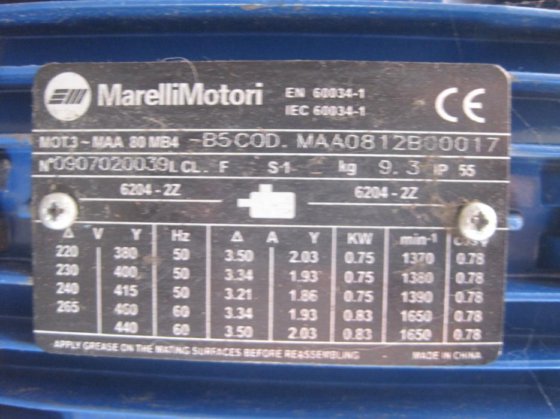 MarelliMotori
EN 60034-1
IEC 60034-1
CE
MOT.3~MAA 80 MB4 -B5COD. MAA0812B00017
N°0907020039L CL. F S1 kg 9.3 IP 55
6204-2Z 6204-2Z
Δ V Y Hz Δ A Y KW min-1
220 380 50 3.50 2.03 0.75 1370 0.78
230 400 50 3.34 1.93 0.75 1380 0.78
240 415 50 3.21 1.86 0.75 1390 0.78
265 460 60 3.34 1.93 0.83 1650 0.78
440 60 3.50 2.03 0.83 1650 0.78
APPLY GREASE ON THE MATING SURFACES BEFORE REASSEMBLING MADE IN CHINA